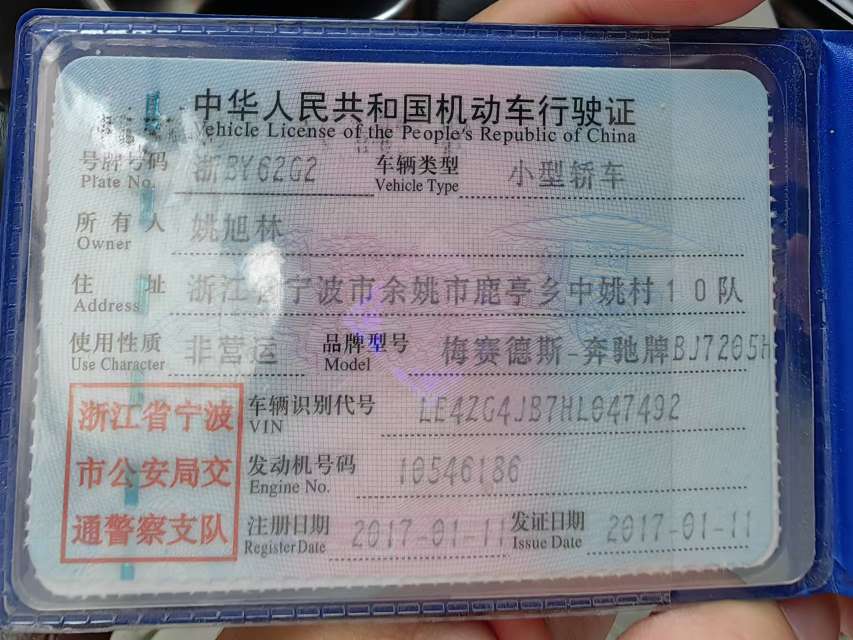 中华人民共和国机动车行驶证
Vehicle License of the People's Republic of China
号牌号码 浙BY62G2 车辆类型 小型轿车
Plate No. Vehicle Type
所有人 姚旭林
Owner
住址 浙江省宁波市余姚市鹿亭乡中姚村10队
Address
使用性质 非营运 品牌型号 梅赛德斯-奔驰牌BJ7205H
Use Character Model
浙江省宁波
市公安局交
通警察支队
车辆识别代号 LE4ZG4JB7HL047492
VIN
发动机号码 10546186
Engine No.
注册日期 2017-01-11 发证日期 2017-01-11
Register Date Issue Date